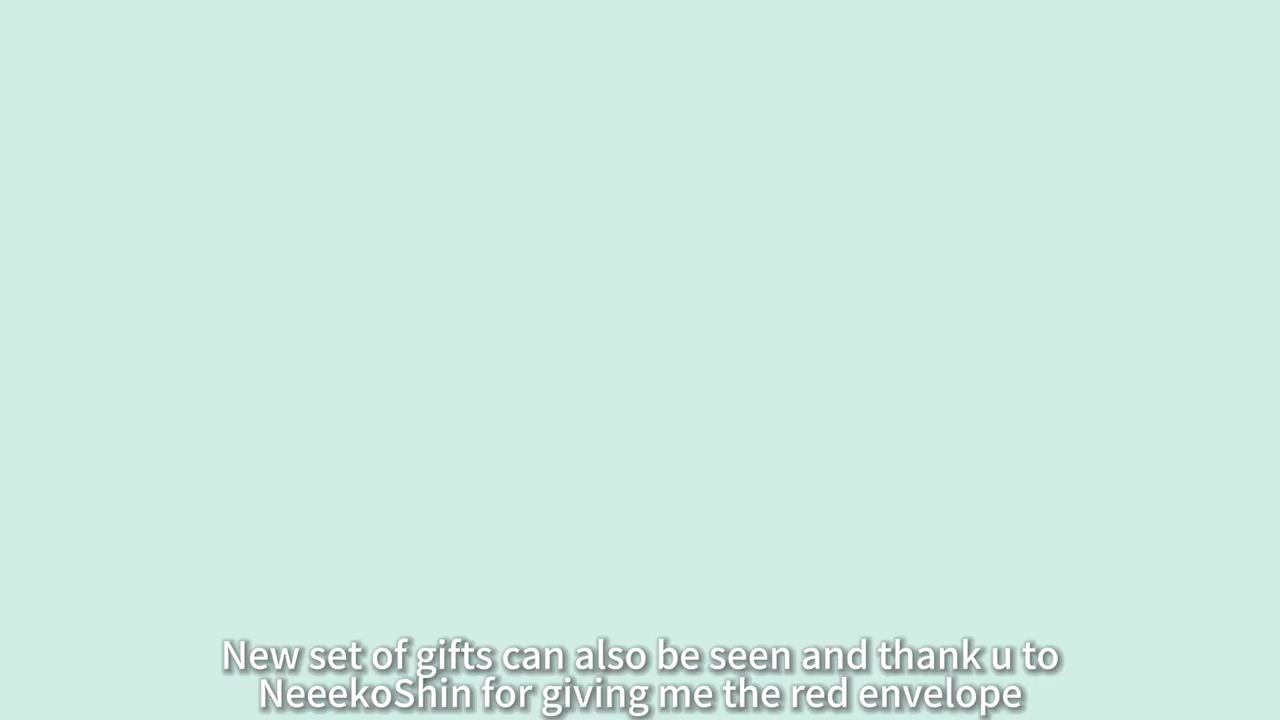 New set of gifts can also be seen and thank u to
NeeekoShin for giving me the red envelope